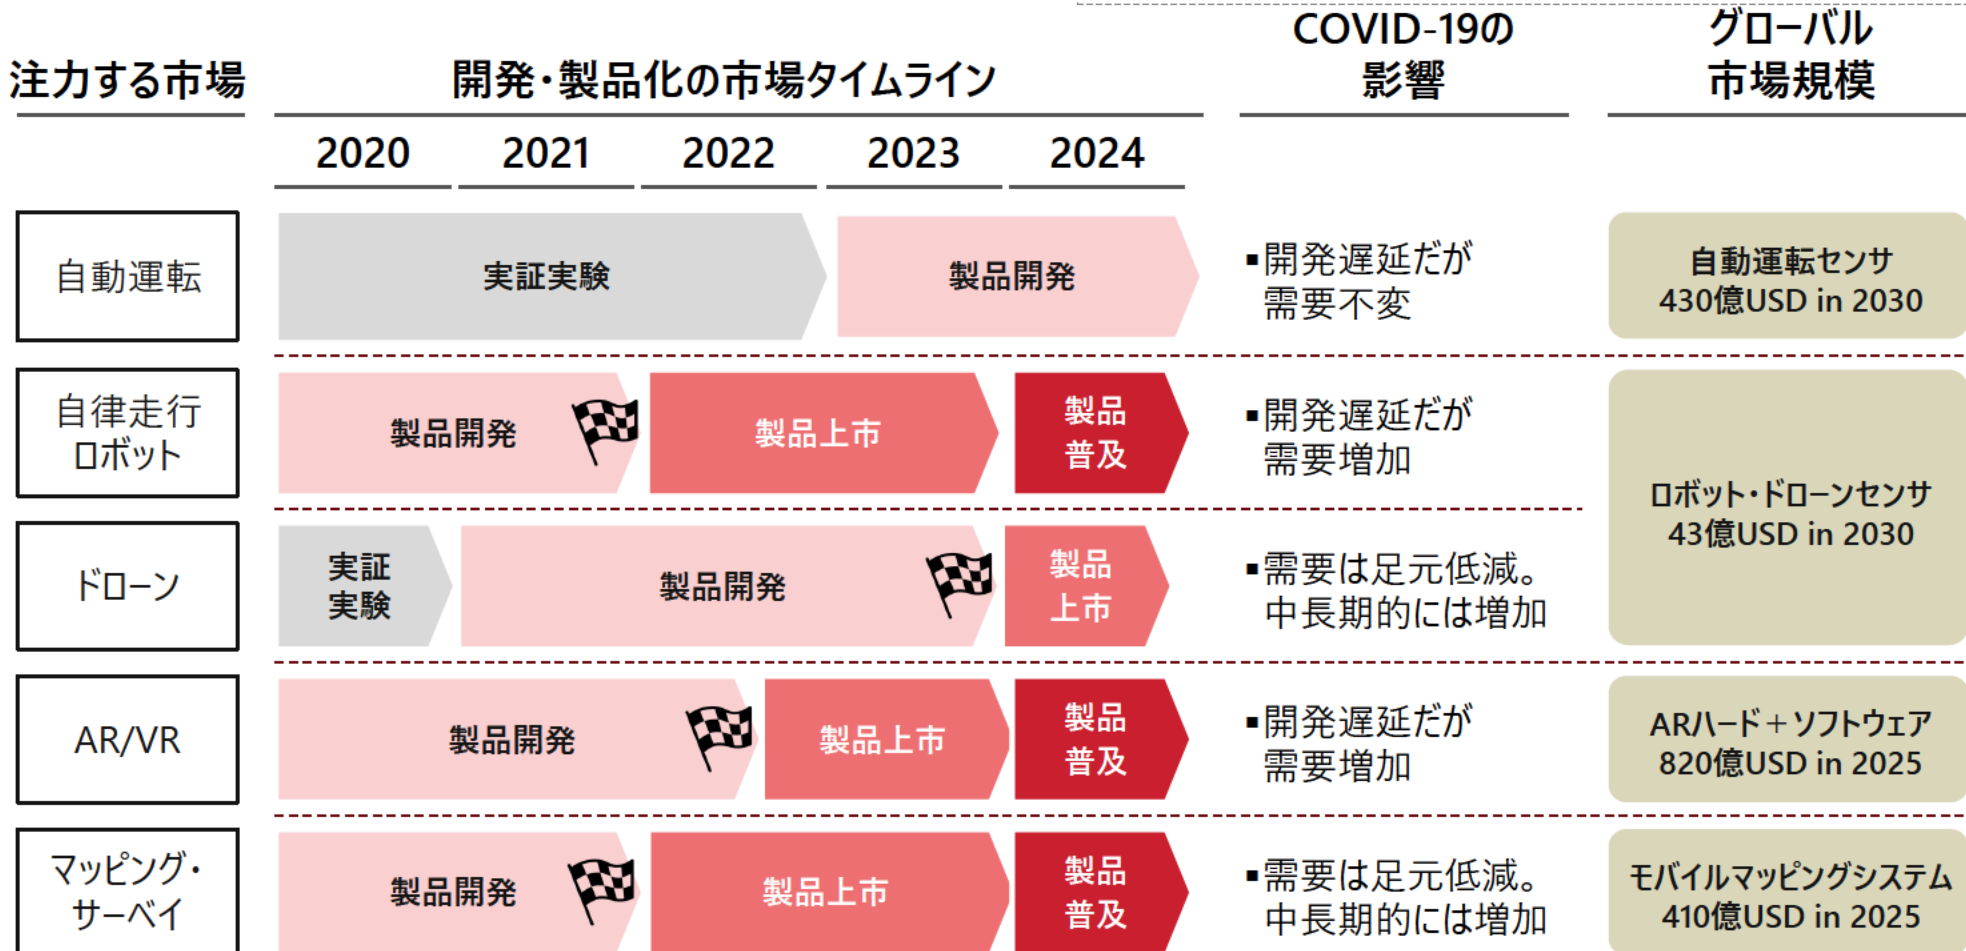 注力する市場
開発・製品化の市場タイムライン
COVID-19の
影響
グローバル
市場規模
2020
2021
2022
2023
2024
自動運転
実証実験
製品開発
▪開発遅延だが
需要不変
自動運転センサ
430億USD in 2030
自律走行
ロボット
製品開発
製品上市
製品
普及
▪開発遅延だが
需要増加
ロボット・ドローンセンサ
43億USD in 2030
ドローン
実証
実験
製品開発
製品
上市
▪需要は足元低減。
中長期的には増加
AR/VR
製品開発
製品上市
製品
普及
▪開発遅延だが
需要増加
ARハード＋ソフトウェア
820億USD in 2025
マッピング・
サーベイ
製品開発
製品上市
製品
普及
▪需要は足元低減。
中長期的には増加
モバイルマッピングシステム
410億USD in 2025